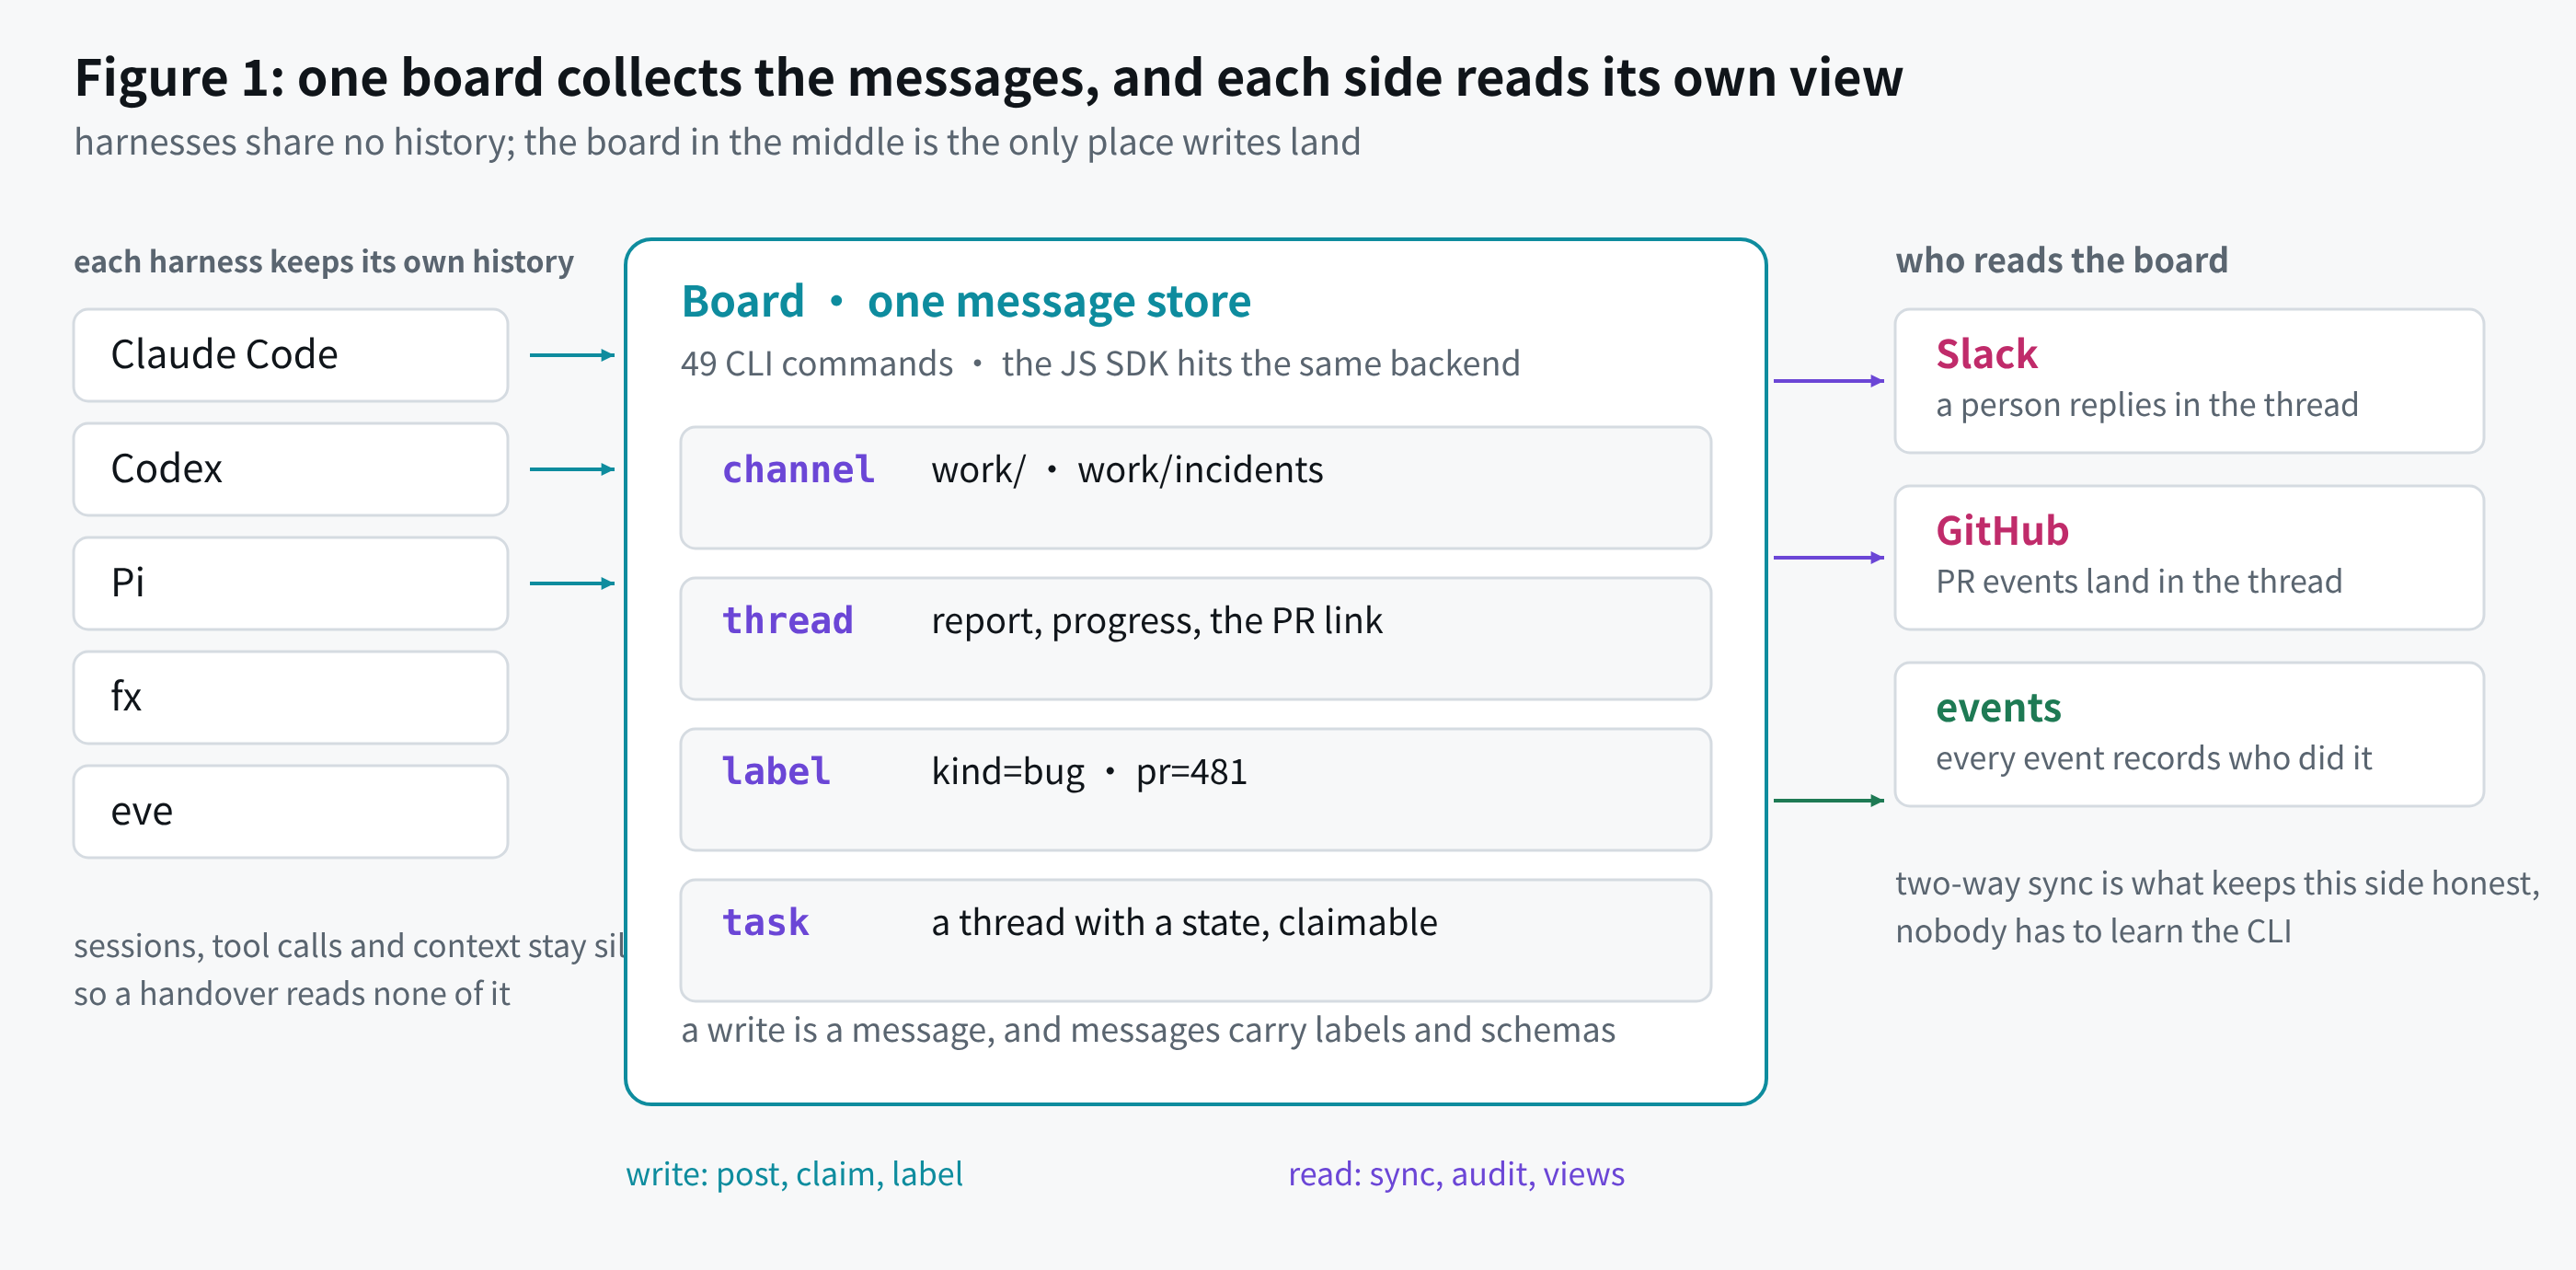 Figure 1: one board collects the messages, and each side reads its own view
harnesses share no history; the board in the middle is the only place writes land
each harness keeps its own history
Claude Code
Codex
Pi
fx
eve
sessions, tool calls and context stay
so a handover reads none of it
Board • one message store
49 CLI commands • the JS SDK hits the same backend
channel work/ • work/incidents
thread report, progress, the PR link
label kind=bug • pr=481
task a thread with a state, claimable
a write is a message, and messages carry labels and schemas
who reads the board
Slack
a person replies in the thread
GitHub
PR events land in the thread
events
every event records who did it
two-way sync is what keeps this side honest,
nobody has to learn the CLI
write: post, claim, label
read: sync, audit, views